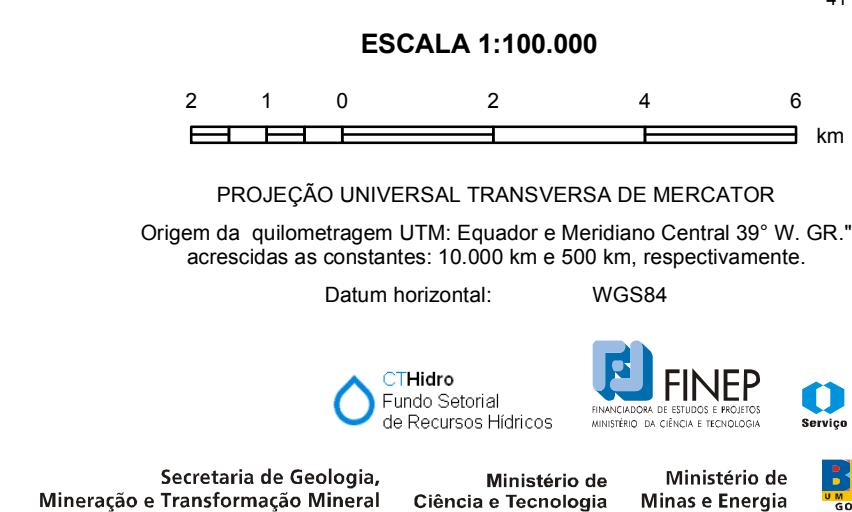 41
ESCALA 1:100.000
2 1 0 2 4 6
km
PROJEÇÃO UNIVERSAL TRANSVERSA DE MERCATOR
Origem da quilometragem UTM: Equador e Meridiano Central 39° W. GR."
acrescidas as constantes: 10.000 km e 500 km, respectivamente.
Datum horizontal: WGS84
CTHidro
Fundo Setorial
de Recursos Hídricos
FINEP
FINANCIADORA DE ESTUDOS E PROJETOS
MINISTÉRIO DA CIÊNCIA E TECNOLOGIA
Serviço
Secretaria de Geologia,
Mineração e Transformação Mineral
Ministério de
Ciência e Tecnologia
Ministério de
Minas e Energia
B
UM
GO